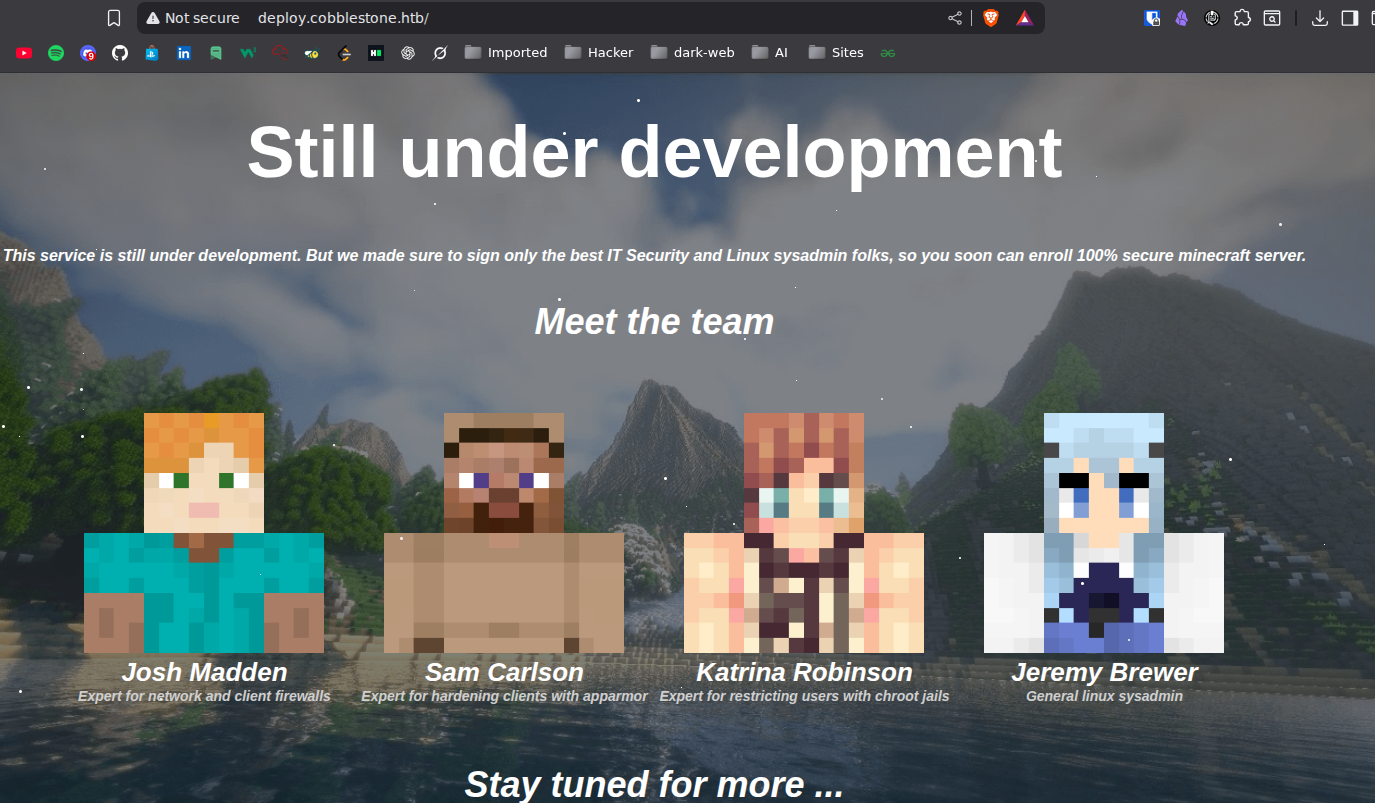 Not secure deploy.cobblestone.htb/
9 Imported Hacker dark-web AI Sites
Still under development
This service is still under development. But we made sure to sign only the best IT Security and Linux sysadmin folks, so you soon can enroll 100% secure minecraft server.
Meet the team
Josh Madden Sam Carlson Katrina Robinson Jeremy Brewer
Expert for network and client firewalls Expert for hardening clients with apparmor Expert for restricting users with chroot jails General linux sysadmin
Stay tuned for more ...